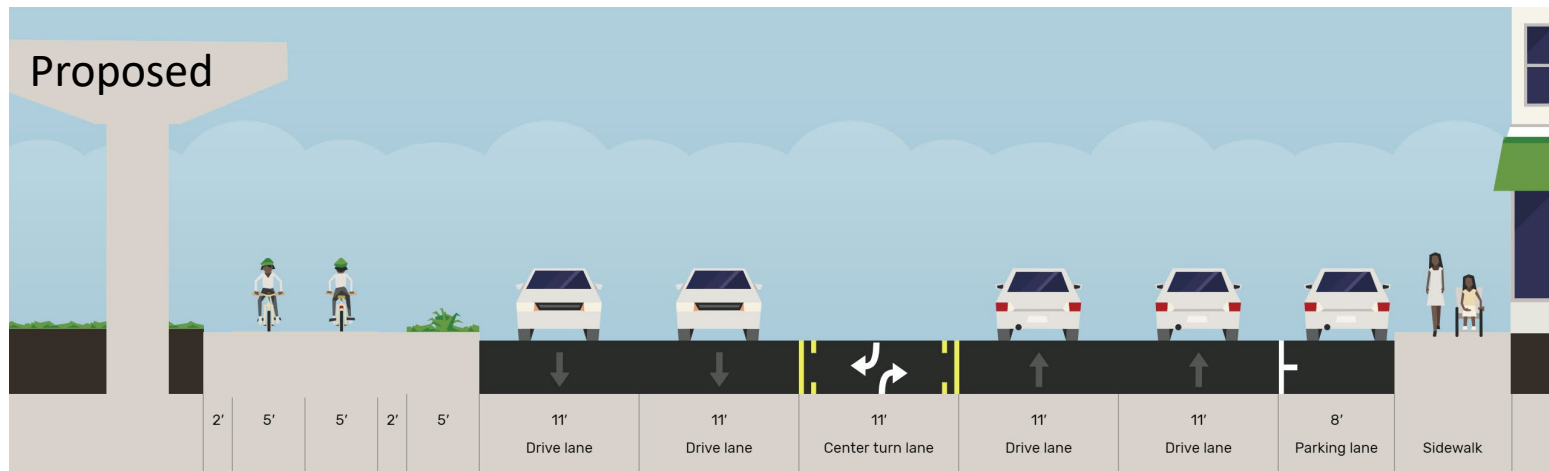 Proposed
2′ 5′ 5′ 2′ 5′ 11′ 11′ 11′ 11′ 11′ 8′
Drive lane Drive lane Center turn lane Drive lane Drive lane Parking lane Sidewalk